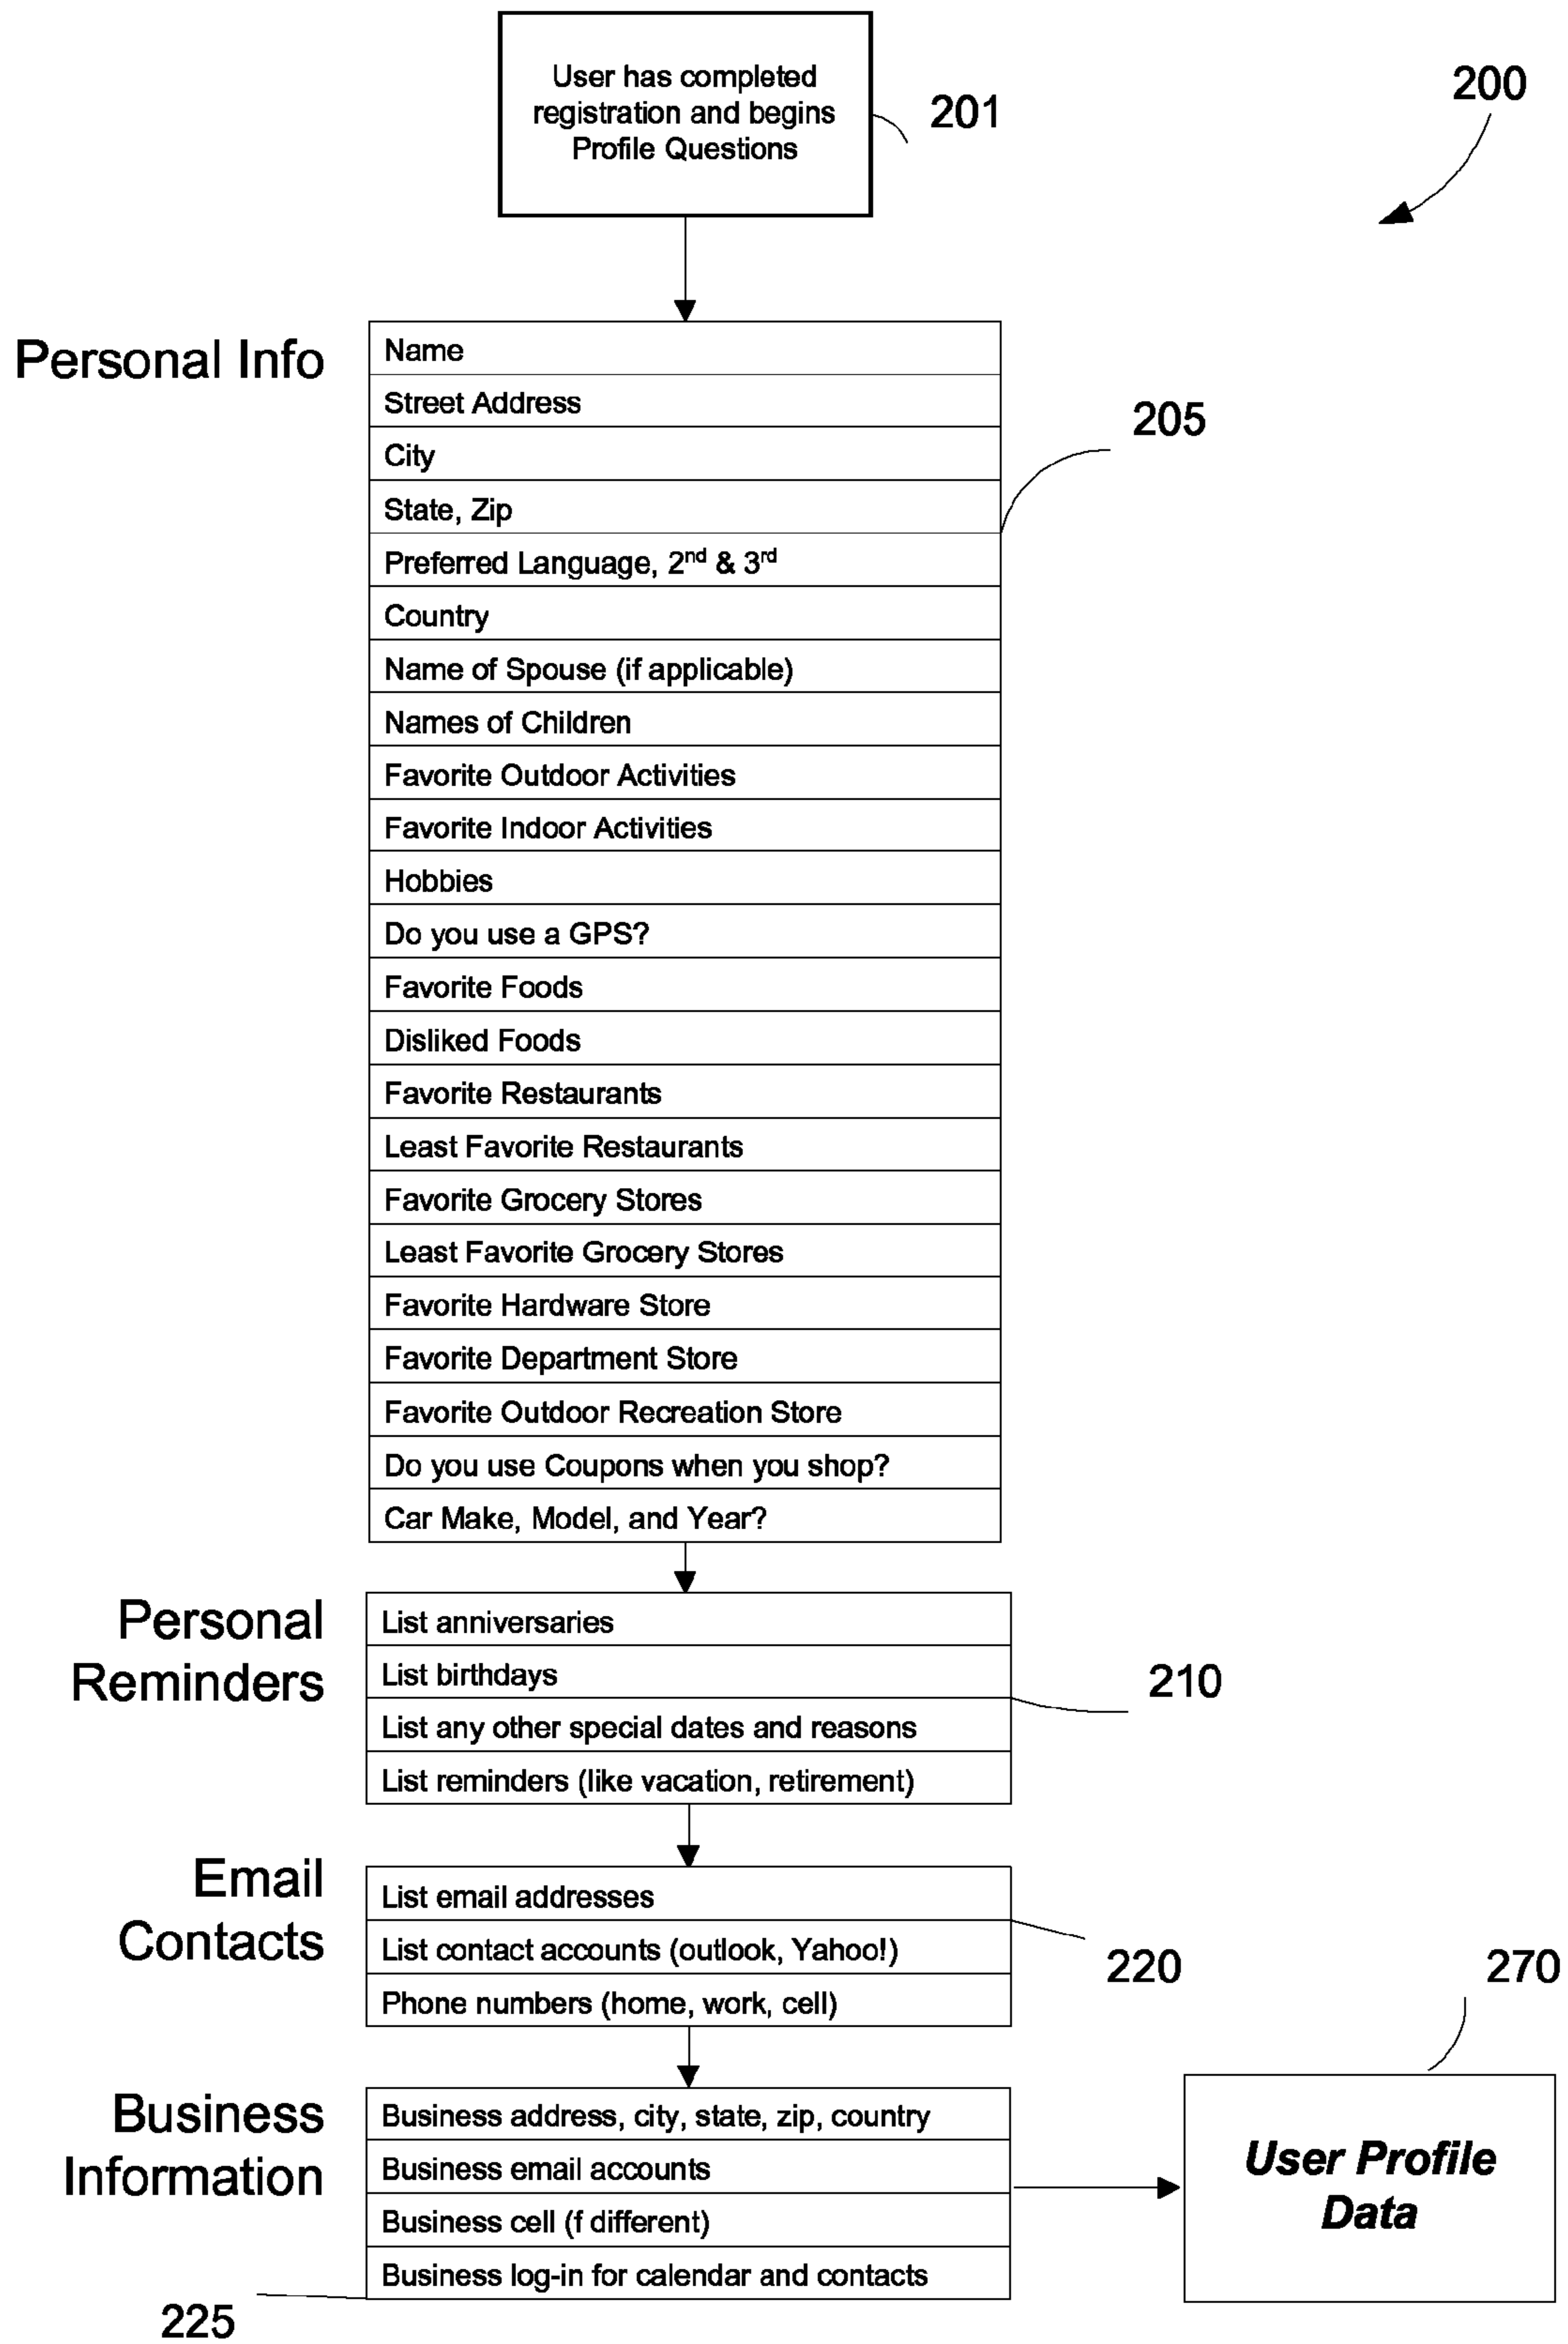 User has completed
registration and begins
Profile Questions
201
200
Personal Info
Name
Street Address
205
City
State, Zip
Preferred Language, 2nd & 3rd
Country
Name of Spouse (if applicable)
Names of Children
Favorite Outdoor Activities
Favorite Indoor Activities
Hobbies
Do you use a GPS?
Favorite Foods
Disliked Foods
Favorite Restaurants
Least Favorite Restaurants
Favorite Grocery Stores
Least Favorite Grocery Stores
Favorite Hardware Store
Favorite Department Store
Favorite Outdoor Recreation Store
Do you use Coupons when you shop?
Car Make, Model, and Year?
Personal
Reminders
List anniversaries
List birthdays
210
List any other special dates and reasons
List reminders (like vacation, retirement)
Email
Contacts
List email addresses
List contact accounts (outlook, Yahoo!)
Phone numbers (home, work, cell)
220
270
Business
Information
Business address, city, state, zip, country
Business email accounts
Business cell (f different)
Business log-in for calendar and contacts
225
User Profile
Data